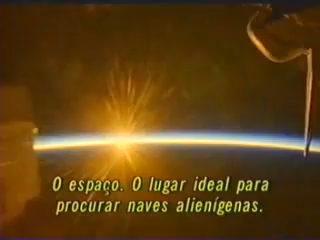 O espaço. O lugar ideal para
procurar naves alienígenas.